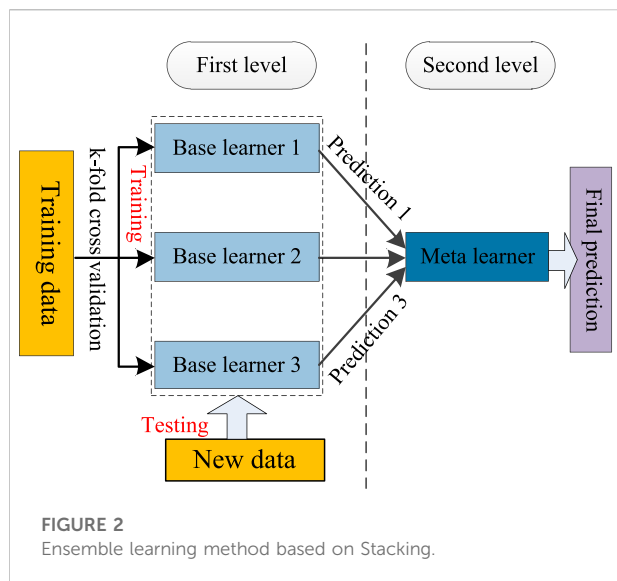 First level
Second level
Training data
k-fold cross validation
Training
Base learner 1
Base learner 2
Base learner 3
Prediction 1
Prediction 3
Meta learner
Final prediction
Testing
New data
FIGURE 2
Ensemble learning method based on Stacking.